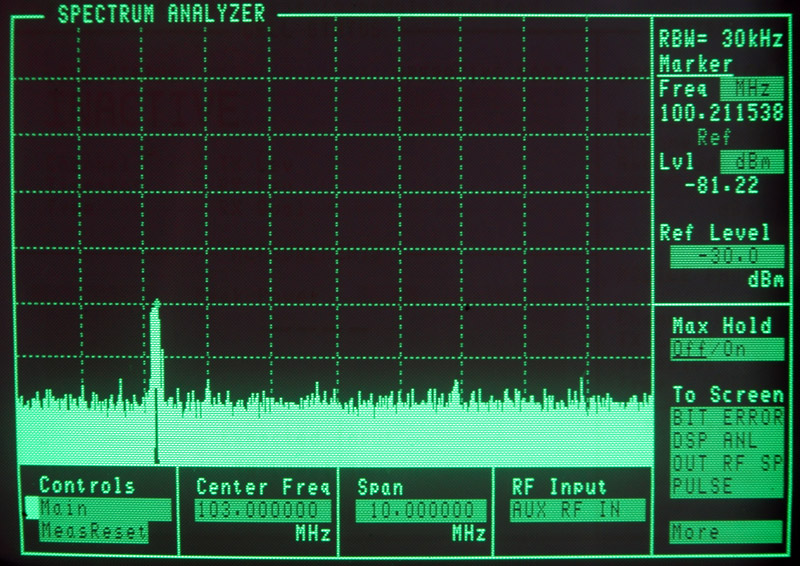 SPECTRUM ANALYZER
RBW= 30kHz
Marker
Freq MHz
100.211538
Ref
Lvl dBm
-81.22
Ref Level
-30.0
dBm
Max Hold
Off/On
To Screen
BIT ERROR
DSP ANL
OUT RF SP
PULSE
More
Controls
Main
MeasReset
Center Freq
103.000000
MHz
Span
10.000000
MHz
RF Input
AUX RF IN